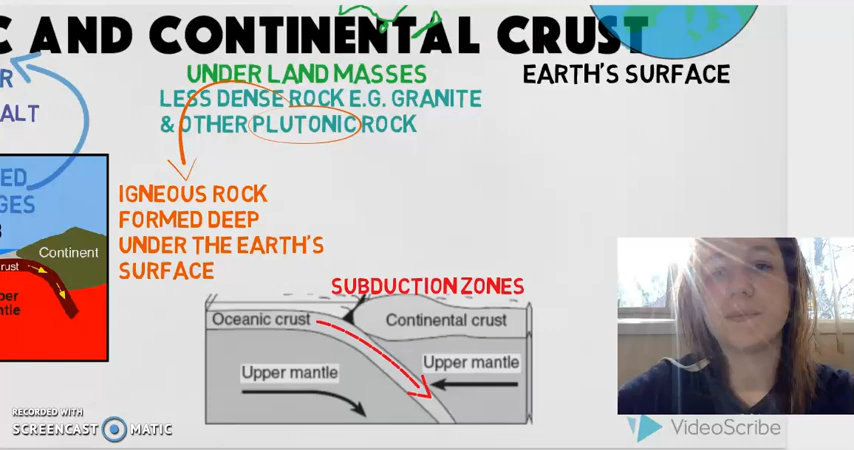 C AND CONTINENTAL CRUST
UNDER LAND MASSES
LESS DENSE ROCK E.G. GRANITE
& OTHER PLUTONIC ROCK
EARTH'S SURFACE
R
ALT
ED
GES
Continent
rust
per
ntle
IGNEOUS ROCK
FORMED DEEP
UNDER THE EARTH'S
SURFACE
SUBDUCTION ZONES
Oceanic crust
Continental crust
Upper mantle
Upper mantle
RECORDED WITH
SCREENCAST MATIC
VideoScribe